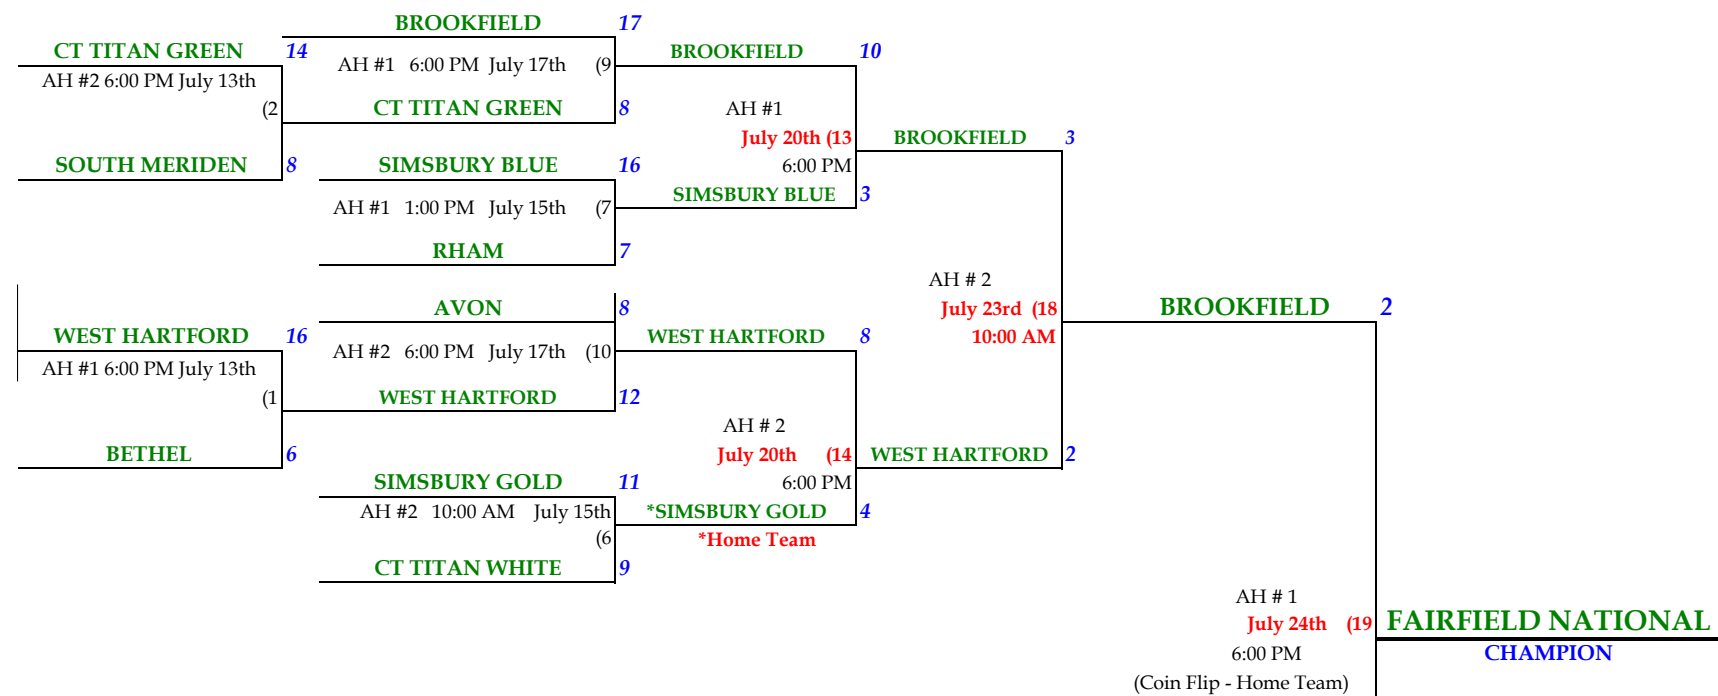 BROOKFIELD 17
CT TITAN GREEN 14
AH #1 6:00 PM July 17th (9
BROOKFIELD 10
AH #2 6:00 PM July 13th
(2
CT TITAN GREEN 8
AH #1
July 20th (13
6:00 PM
BROOKFIELD 3
SOUTH MERIDEN 8
SIMSBURY BLUE 16
AH #1 1:00 PM July 15th (7
SIMSBURY BLUE 3
RHAM 7
AH # 2
July 23rd (18
10:00 AM
BROOKFIELD 2
AVON 8
WEST HARTFORD 16
AH #2 6:00 PM July 17th (10
WEST HARTFORD 8
AH #1 6:00 PM July 13th
(1
WEST HARTFORD 12
AH # 2
July 20th (14
6:00 PM
WEST HARTFORD 2
BETHEL 6
SIMSBURY GOLD 11
AH #2 10:00 AM July 15th
(6
*SIMSBURY GOLD 4
*Home Team
CT TITAN WHITE 9
AH # 1
July 24th (19
6:00 PM
(Coin Flip - Home Team)
FAIRFIELD NATIONAL
CHAMPION